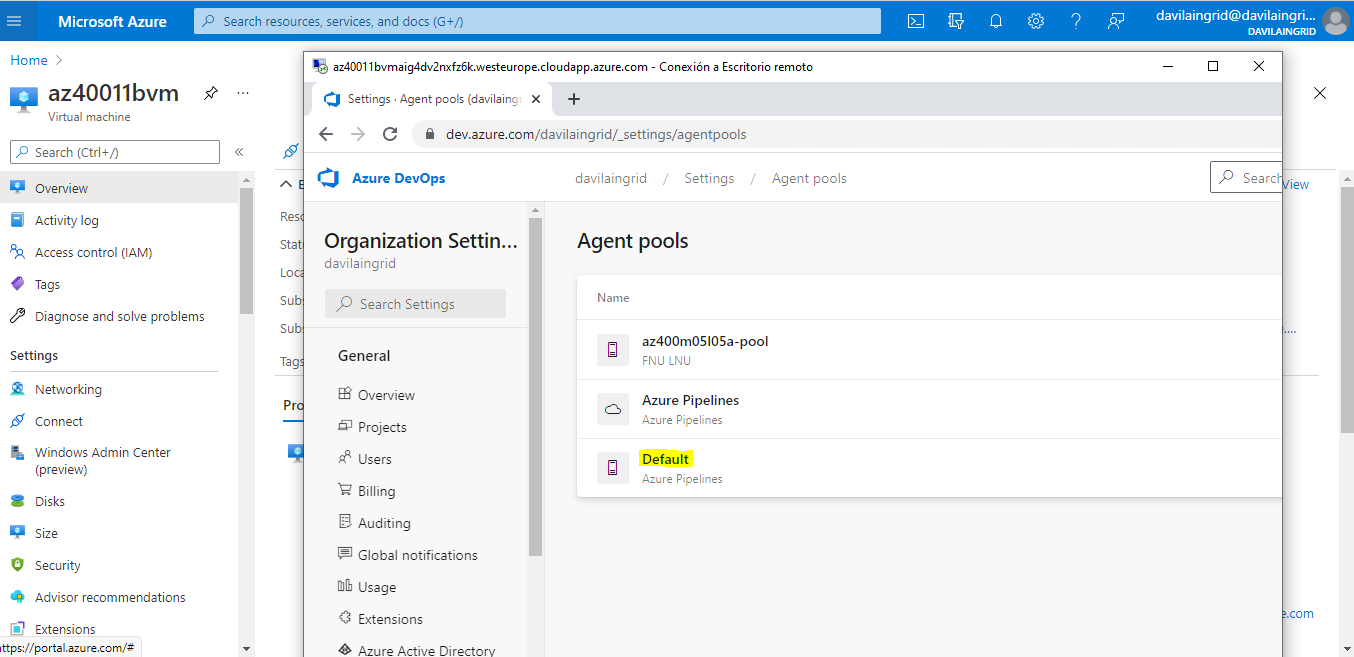 Microsoft Azure
Search resources, services, and docs (G+/)
davilaingrid@davilaingri...
DAVILAINGRID
Home
az40011bvm
Virtual machine
Search (Ctrl+/)
«
Overview
Activity log
Access control (IAM)
Tags
Diagnose and solve problems
Settings
Networking
Connect
Windows Admin Center
(preview)
Disks
Size
Security
Advisor recommendations
Extensions
https://portal.azure.com/#
E
Reso
Stat
Loca
Subs
Subs
Tags
Pro
az40011bvmaig4dv2nxfz6k.westeurope.cloudapp.azure.com - Conexión a Escritorio remoto
Settings · Agent pools (davilaingr
dev.azure.com/davilaingrid/_settings/agentpools
Azure DevOps
davilaingrid / Settings / Agent pools
Search
Organization Settin...
davilaingrid
Search Settings
General
Overview
Projects
Users
Billing
Auditing
Global notifications
Usage
Extensions
Azure Active Directory
Agent pools
Name
az400m05l05a-pool
FNU LNU
Azure Pipelines
Azure Pipelines
Default
Azure Pipelines
View
e....
e.com